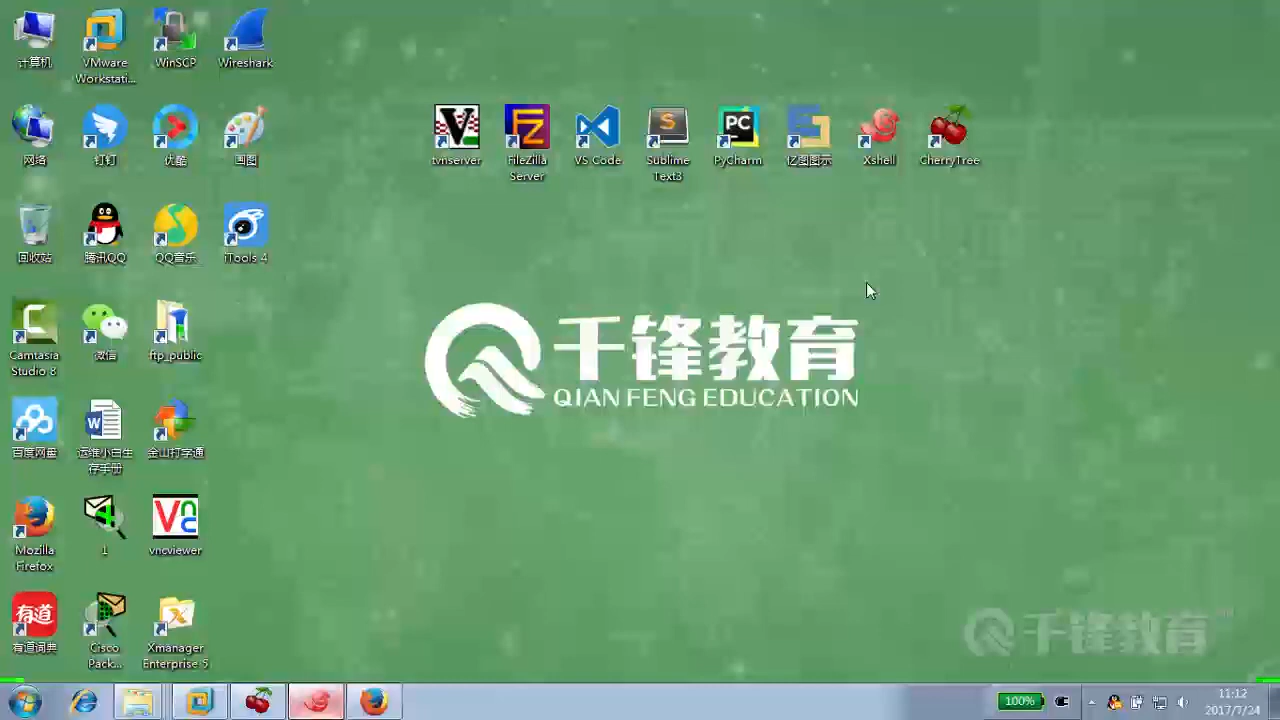 计算机
VMware
Workstati...
WinSCP
Wireshark
网络
钉钉
优酷
画图
tvnserver
FileZilla
Server
VS Code
Sublime
Text3
PyCharm
亿图图示
Xshell
CherryTree
回收站
腾讯QQ
QQ音乐
iTools 4
Camtasia
Studio 8
微信
ftp_public
千锋教育
QIAN FENG EDUCATION
百度网盘
运维小白生
存手册
金山打字通
Mozilla
Firefox
1
vncviewer
有道
有道词典
Cisco
Pack...
Xmanager
Enterprise 5
千锋教育
100%
11:12
2017/7/24